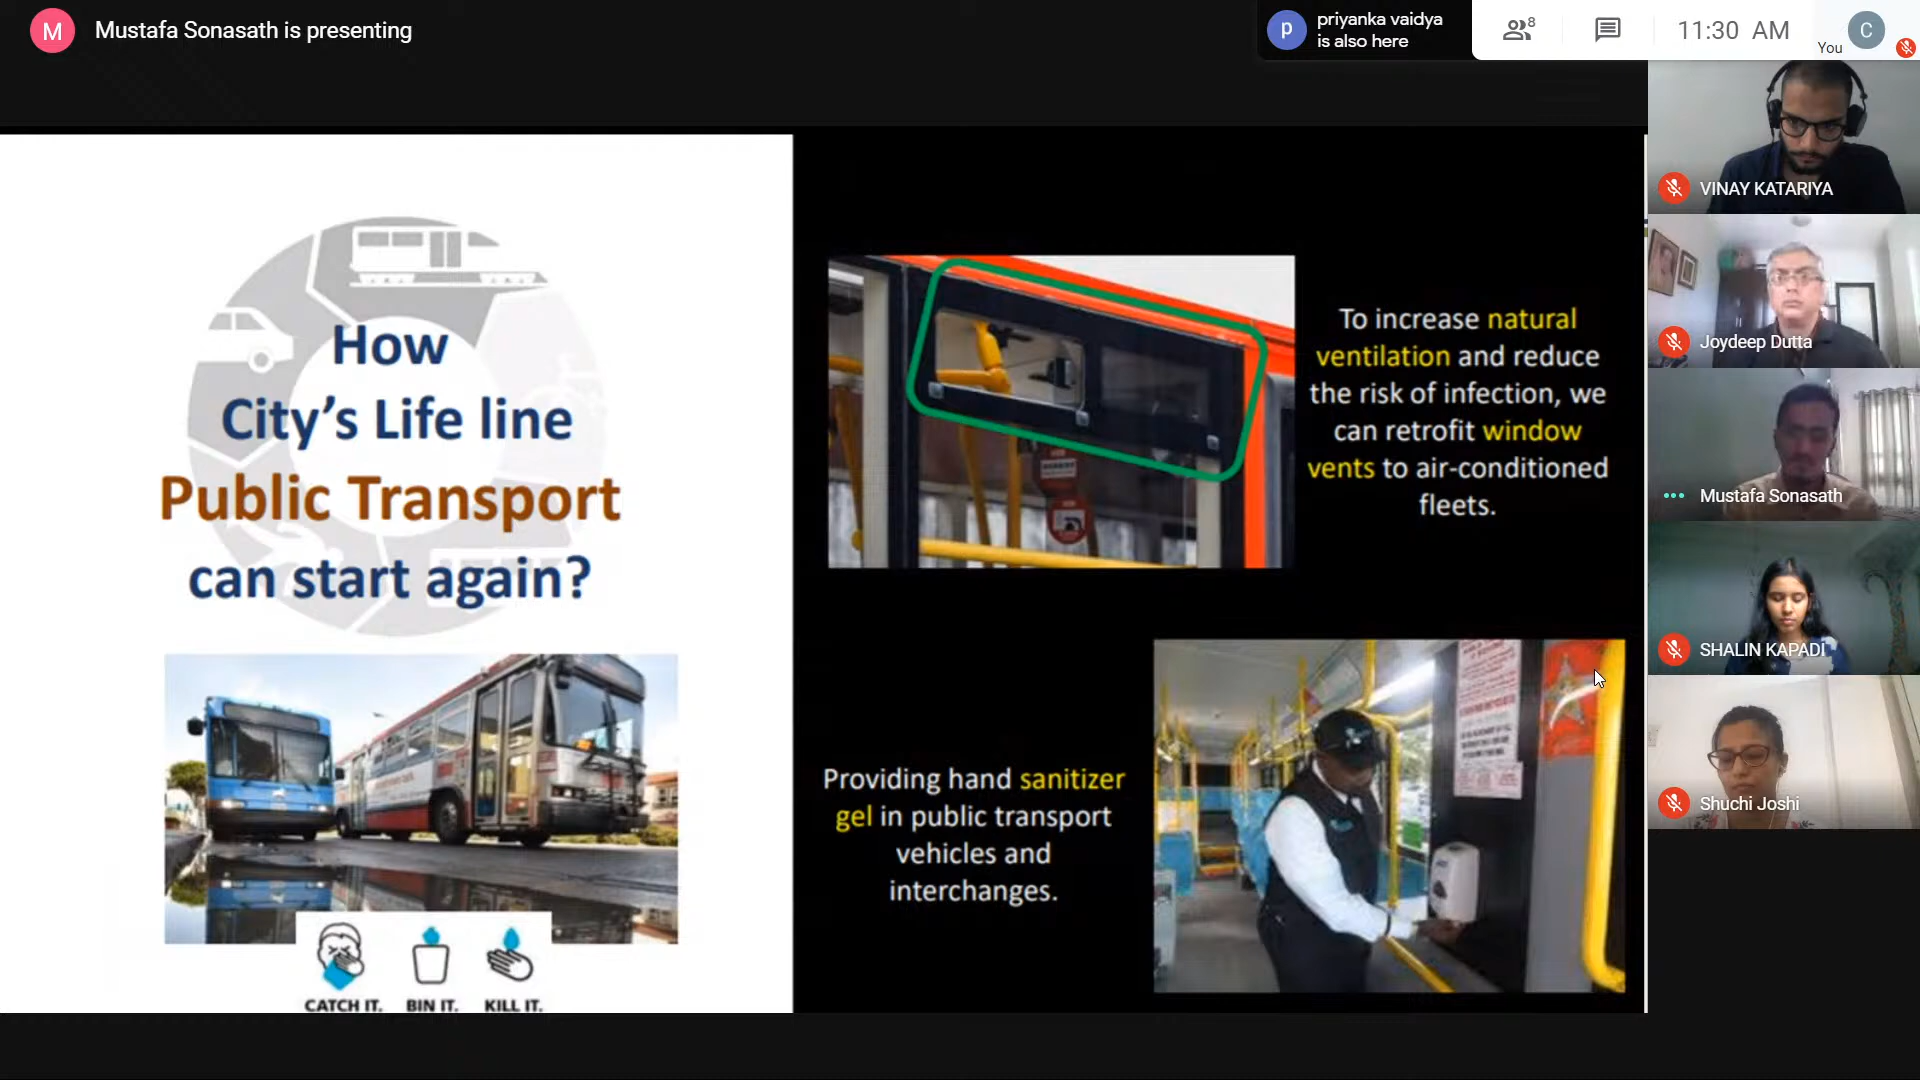 M
Mustafa Sonasath is presenting
p
priyanka vaidya
is also here
8
11:30 AM
You
C
How
City's Life line
Public Transport
can start again?
CATCH IT. BIN IT. KILL IT.
To increase natural
ventilation and reduce
the risk of infection, we
can retrofit window
vents to air-conditioned
fleets.
Providing hand sanitizer
gel in public transport
vehicles and
interchanges.
VINAY KATARIYA
Joydeep Dutta
Mustafa Sonasath
SHALIN KAPADI
Shuchi Joshi